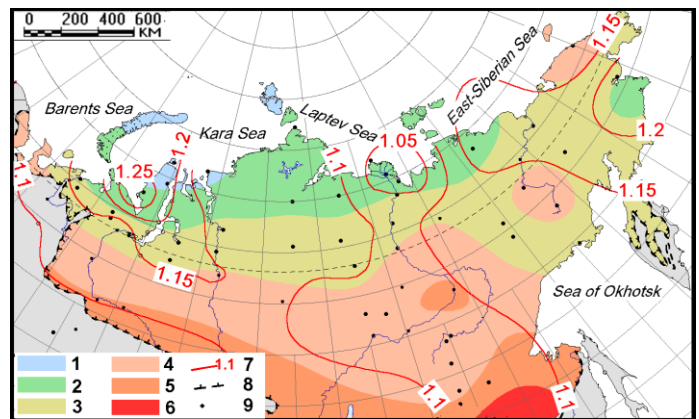 0 200 400 600
KM
Barents Sea
Kara Sea
Laptev Sea
East-Siberian Sea
Sea of Okhotsk
1.15
1.2
1.05
1.1
1.2
1.25
1.1
1.15
1.15
1.1
1.1
1 4 1.1 7
2 5 8
3 6 9